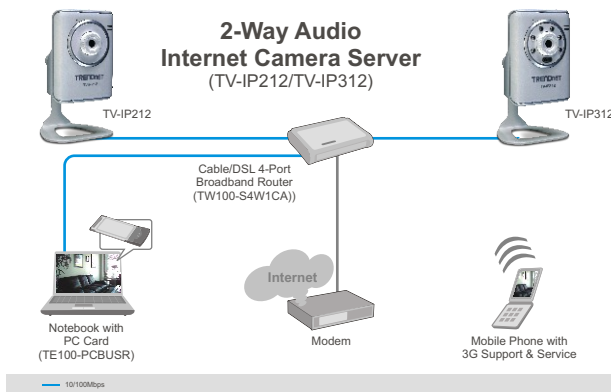 2-Way Audio
Internet Camera Server
(TV-IP212/TV-IP312)
TRENDnet
TRENDnet
TV-IP212
TV-IP312
Cable/DSL 4-Port
Broadband Router
(TW100-S4W1CA))
Internet
Notebook with
PC Card
(TE100-PCBUSR)
Modem
Mobile Phone with
3G Support & Service
10/100Mbps